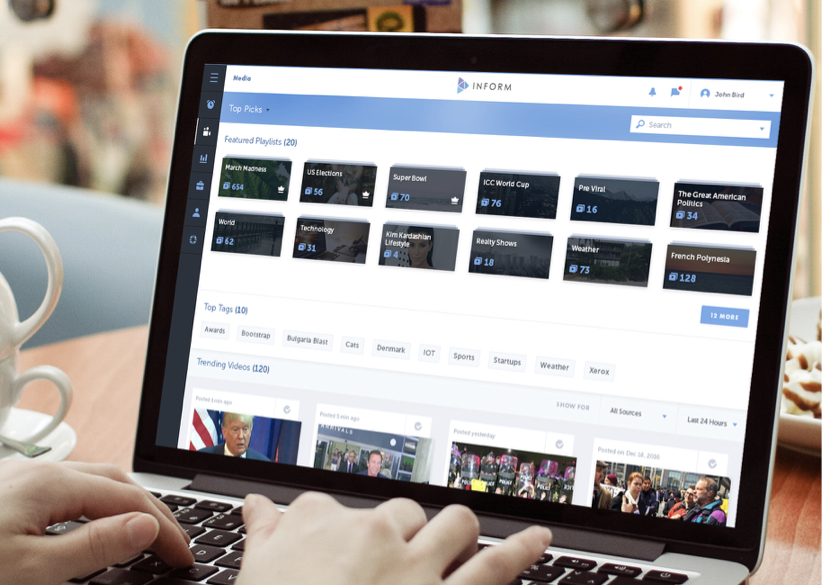 Media
INFORM
John Bird
Top Picks
Search
Featured Playlists (20)
March Madness
654
US Elections
56
Super Bowl
70
ICC World Cup
76
Pre Viral
16
The Great American
Politics
34
World
62
Technology
31
Kim Kardashian
Lifestyle
4
Realty Shows
18
Weather
73
French Polynesia
128
12 MORE
Top Tags (10)
Awards
Bootstrap
Bulgaria Blast
Cats
Denmark
IOT
Sports
Startups
Weather
Xerox
Trending Videos (120)
SHOW FOR
All Sources
Last 24 Hours
Posted 1 min ago
Posted 5 min ago
Posted yesterday
Posted on Dec 18, 2016
ARRIVALS
POLICE